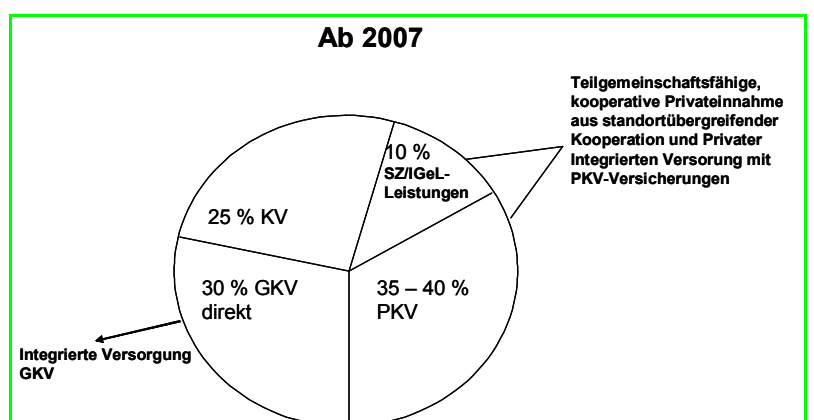 Ab 2007
Teilgemeinschaftsfähige,
kooperative Privateinnahme
aus standortübergreifender
Kooperation und Privater
Integrierten Versorung mit
PKV-Versicherungen
10 %
SZ/IGeL-
Leistungen
25 % KV
30 % GKV
direkt
35 – 40 %
PKV
Integrierte Versorgung
GKV